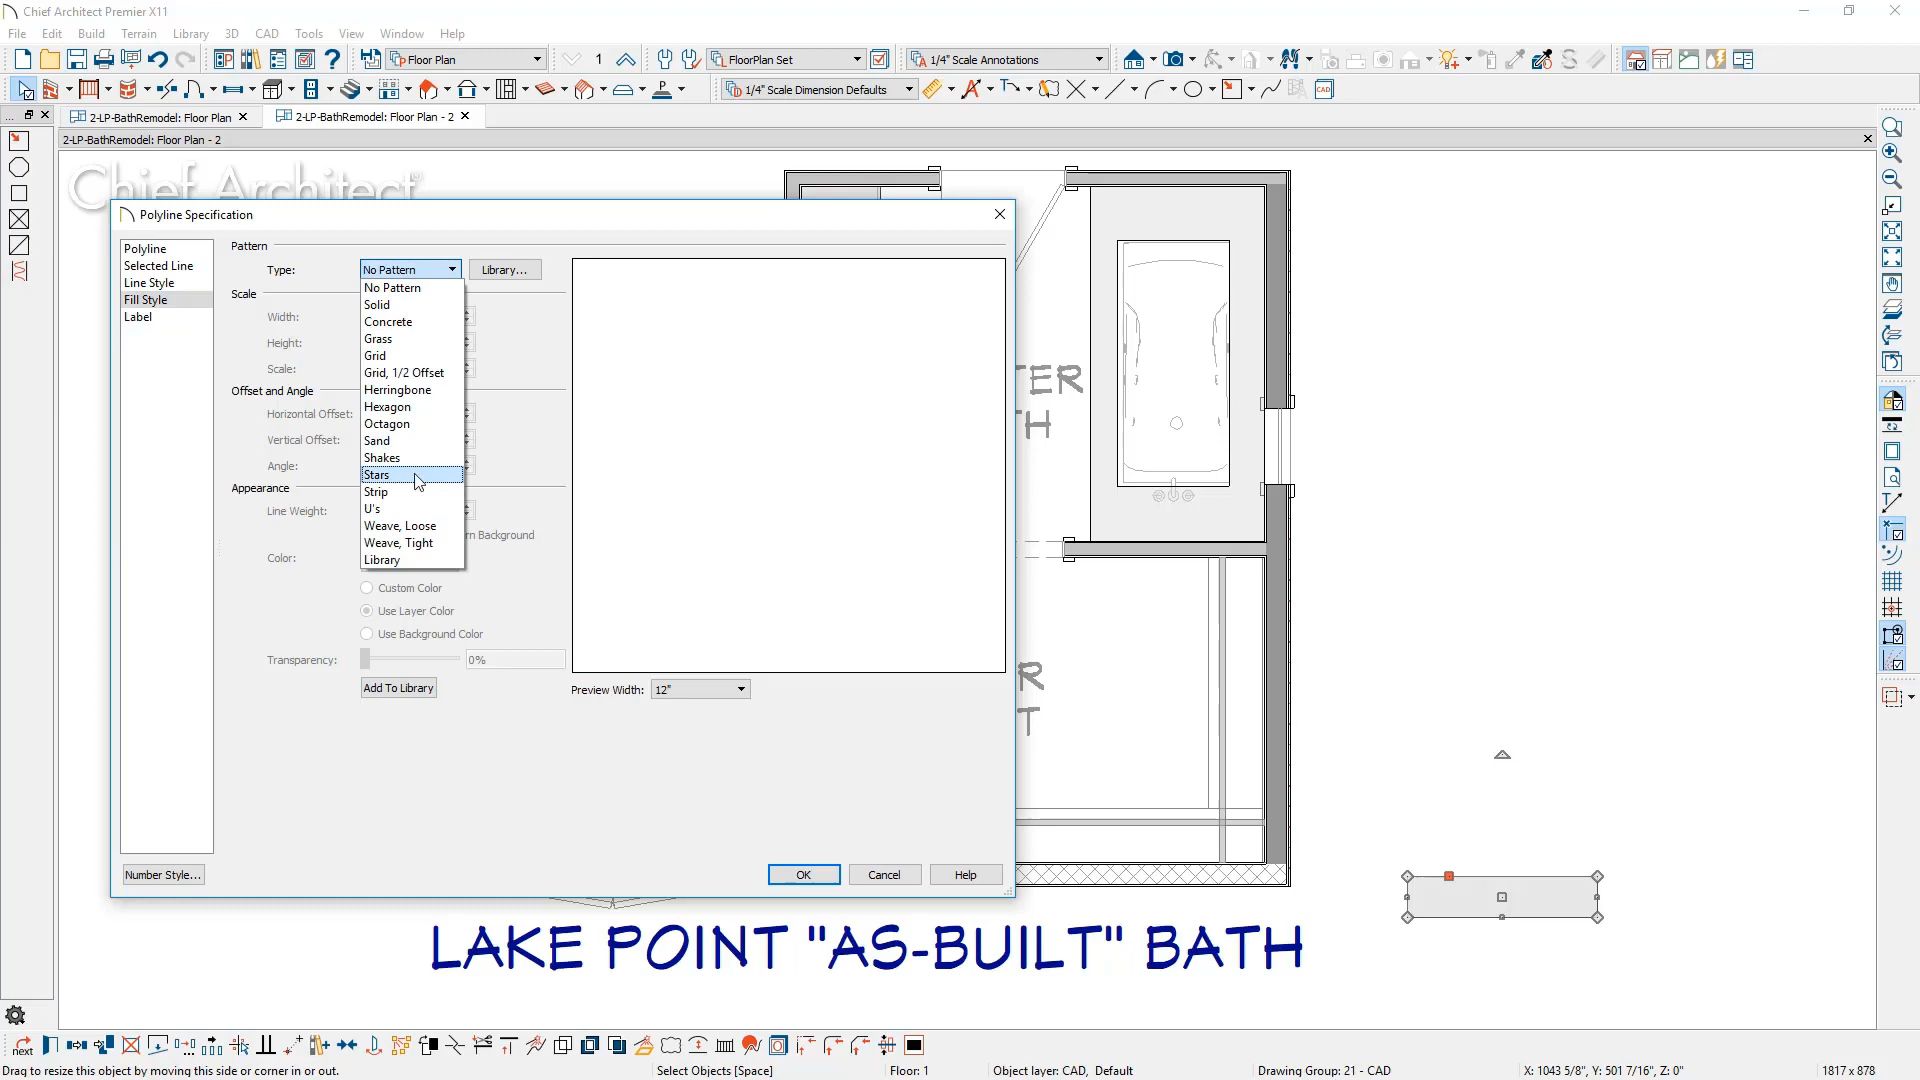 Chief Architect Premier X11
File Edit Build Terrain Library 3D CAD Tools View Window Help
Floor Plan 1 FloorPlan Set 1/4" Scale Annotations
1/4" Scale Dimension Defaults CAD
2-LP-BathRemodel: Floor Plan 2-LP-BathRemodel: Floor Plan - 2
2-LP-BathRemodel: Floor Plan - 2
Chief Architect
Polyline Specification
Polyline
Selected Line
Line Style
Fill Style
Label
Pattern
Type: No Pattern Library...
No Pattern
Solid
Concrete
Grass
Grid
Grid, 1/2 Offset
Herringbone
Hexagon
Octagon
Sand
Shakes
Stars
Strip
U's
Weave, Loose
Weave, Tight
Library
Scale
Width:
Height:
Scale:
Offset and Angle
Horizontal Offset:
Vertical Offset:
Angle:
Appearance
Line Weight:
rn Background
Color:
Custom Color
Use Layer Color
Use Background Color
Transparency: 0%
Add To Library
Preview Width: 12"
Number Style... OK Cancel Help
TER
TH
R
T
LAKE POINT "AS-BUILT" BATH
next
Drag to resize this object by moving this side or corner in or out. Select Objects [Space] Floor: 1 Object layer: CAD, Default Drawing Group: 21 - CAD X: 1043 5/8", Y: 501 7/16", Z: 0" 1817 x 878